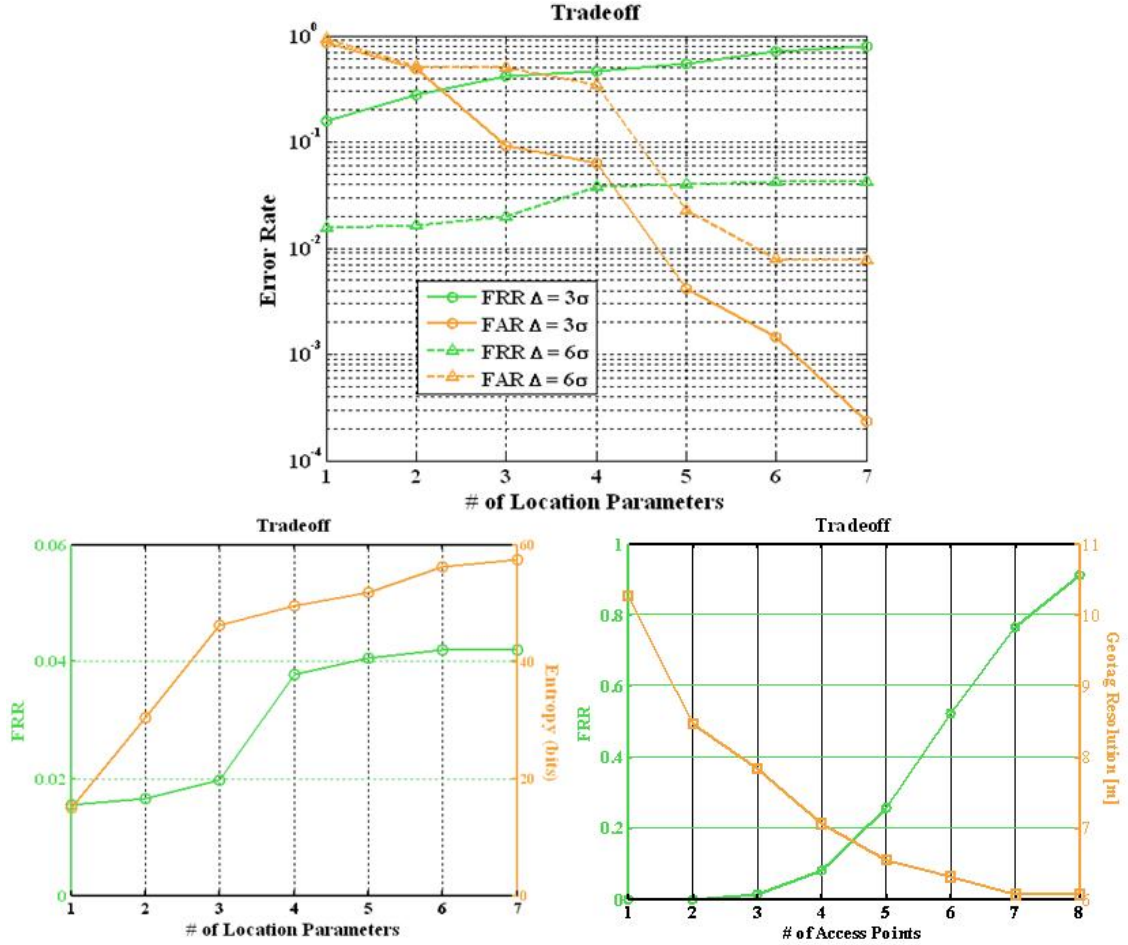 Tradeoff
10^0
10^-1
10^-2
10^-3
10^-4
Error Rate
FRR Δ = 3σ
FAR Δ = 3σ
FRR Δ = 6σ
FAR Δ = 6σ
1 2 3 4 5 6 7
# of Location Parameters
Tradeoff
0.06
0.04
0.02
0
FRR
60
40
20
0
Entropy (bits)
1 2 3 4 5 6 7
# of Location Parameters
Tradeoff
1
0.8
0.6
0.4
0.2
0
FRR
11
10
9
8
7
6
Geotag Resolution [m]
1 2 3 4 5 6 7 8
# of Access Points